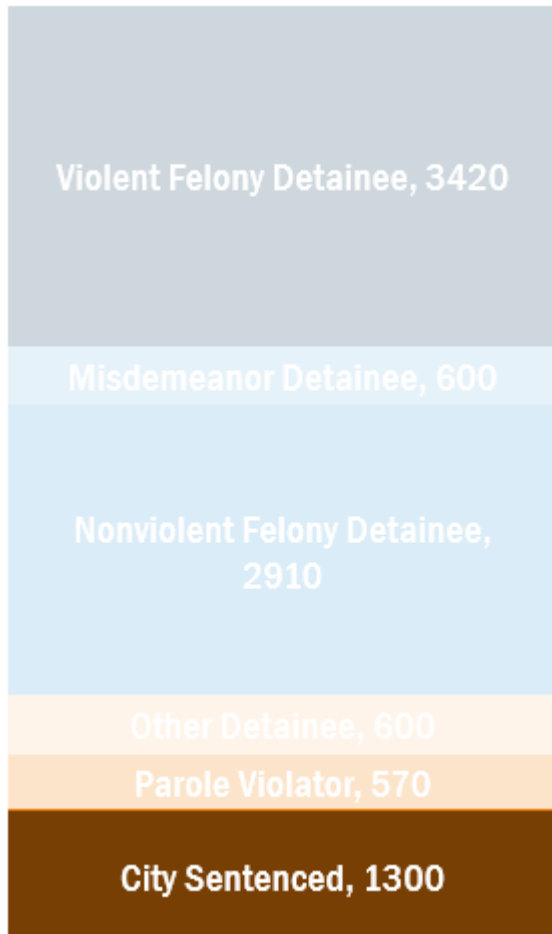 Violent Felony Detainee, 3420
Misdemeanor Detainee, 600
Nonviolent Felony Detainee,
2910
Other Detainee, 600
Parole Violator, 570
City Sentenced, 1300